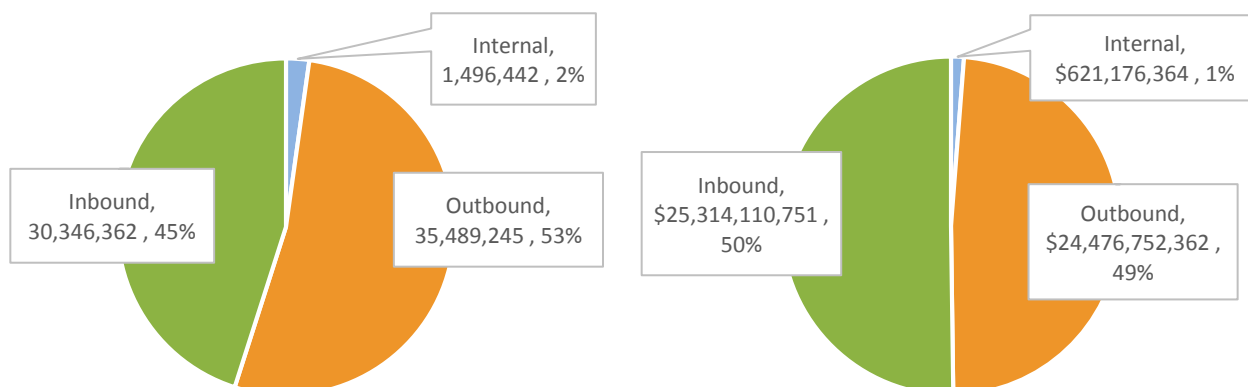 Internal,
1,496,442 , 2%
Inbound,
30,346,362 , 45%
Outbound,
35,489,245 , 53%
Internal,
$621,176,364 , 1%
Inbound,
$25,314,110,751 ,
50%
Outbound,
$24,476,752,362 ,
49%